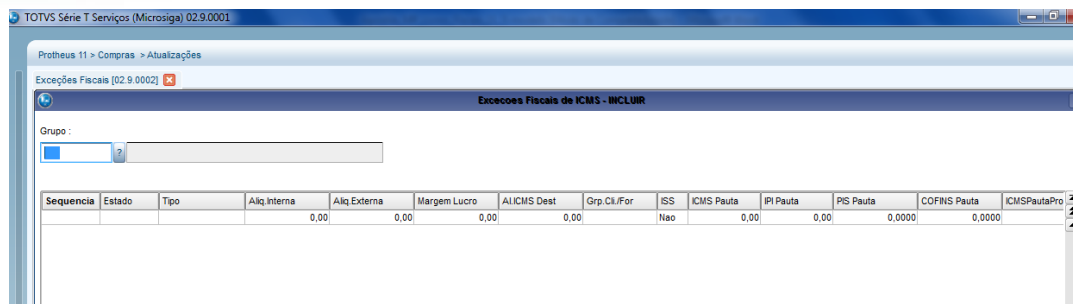 TOTVS Série T Serviços (Microsiga) 02.9.0001
Protheus 11 > Compras > Atualizações
Exceções Fiscais [02.9.0002]
Excecoes Fiscais de ICMS - INCLUIR
Grupo :
?
Sequencia Estado Tipo Aliq.Interna Aliq.Externa Margem Lucro Al.ICMS Dest Grp.Cli./For ISS ICMS Pauta IPI Pauta PIS Pauta COFINS Pauta ICMSPautaPro
0,00 0,00 0,00 0,00 Nao 0,00 0,00 0,0000 0,0000